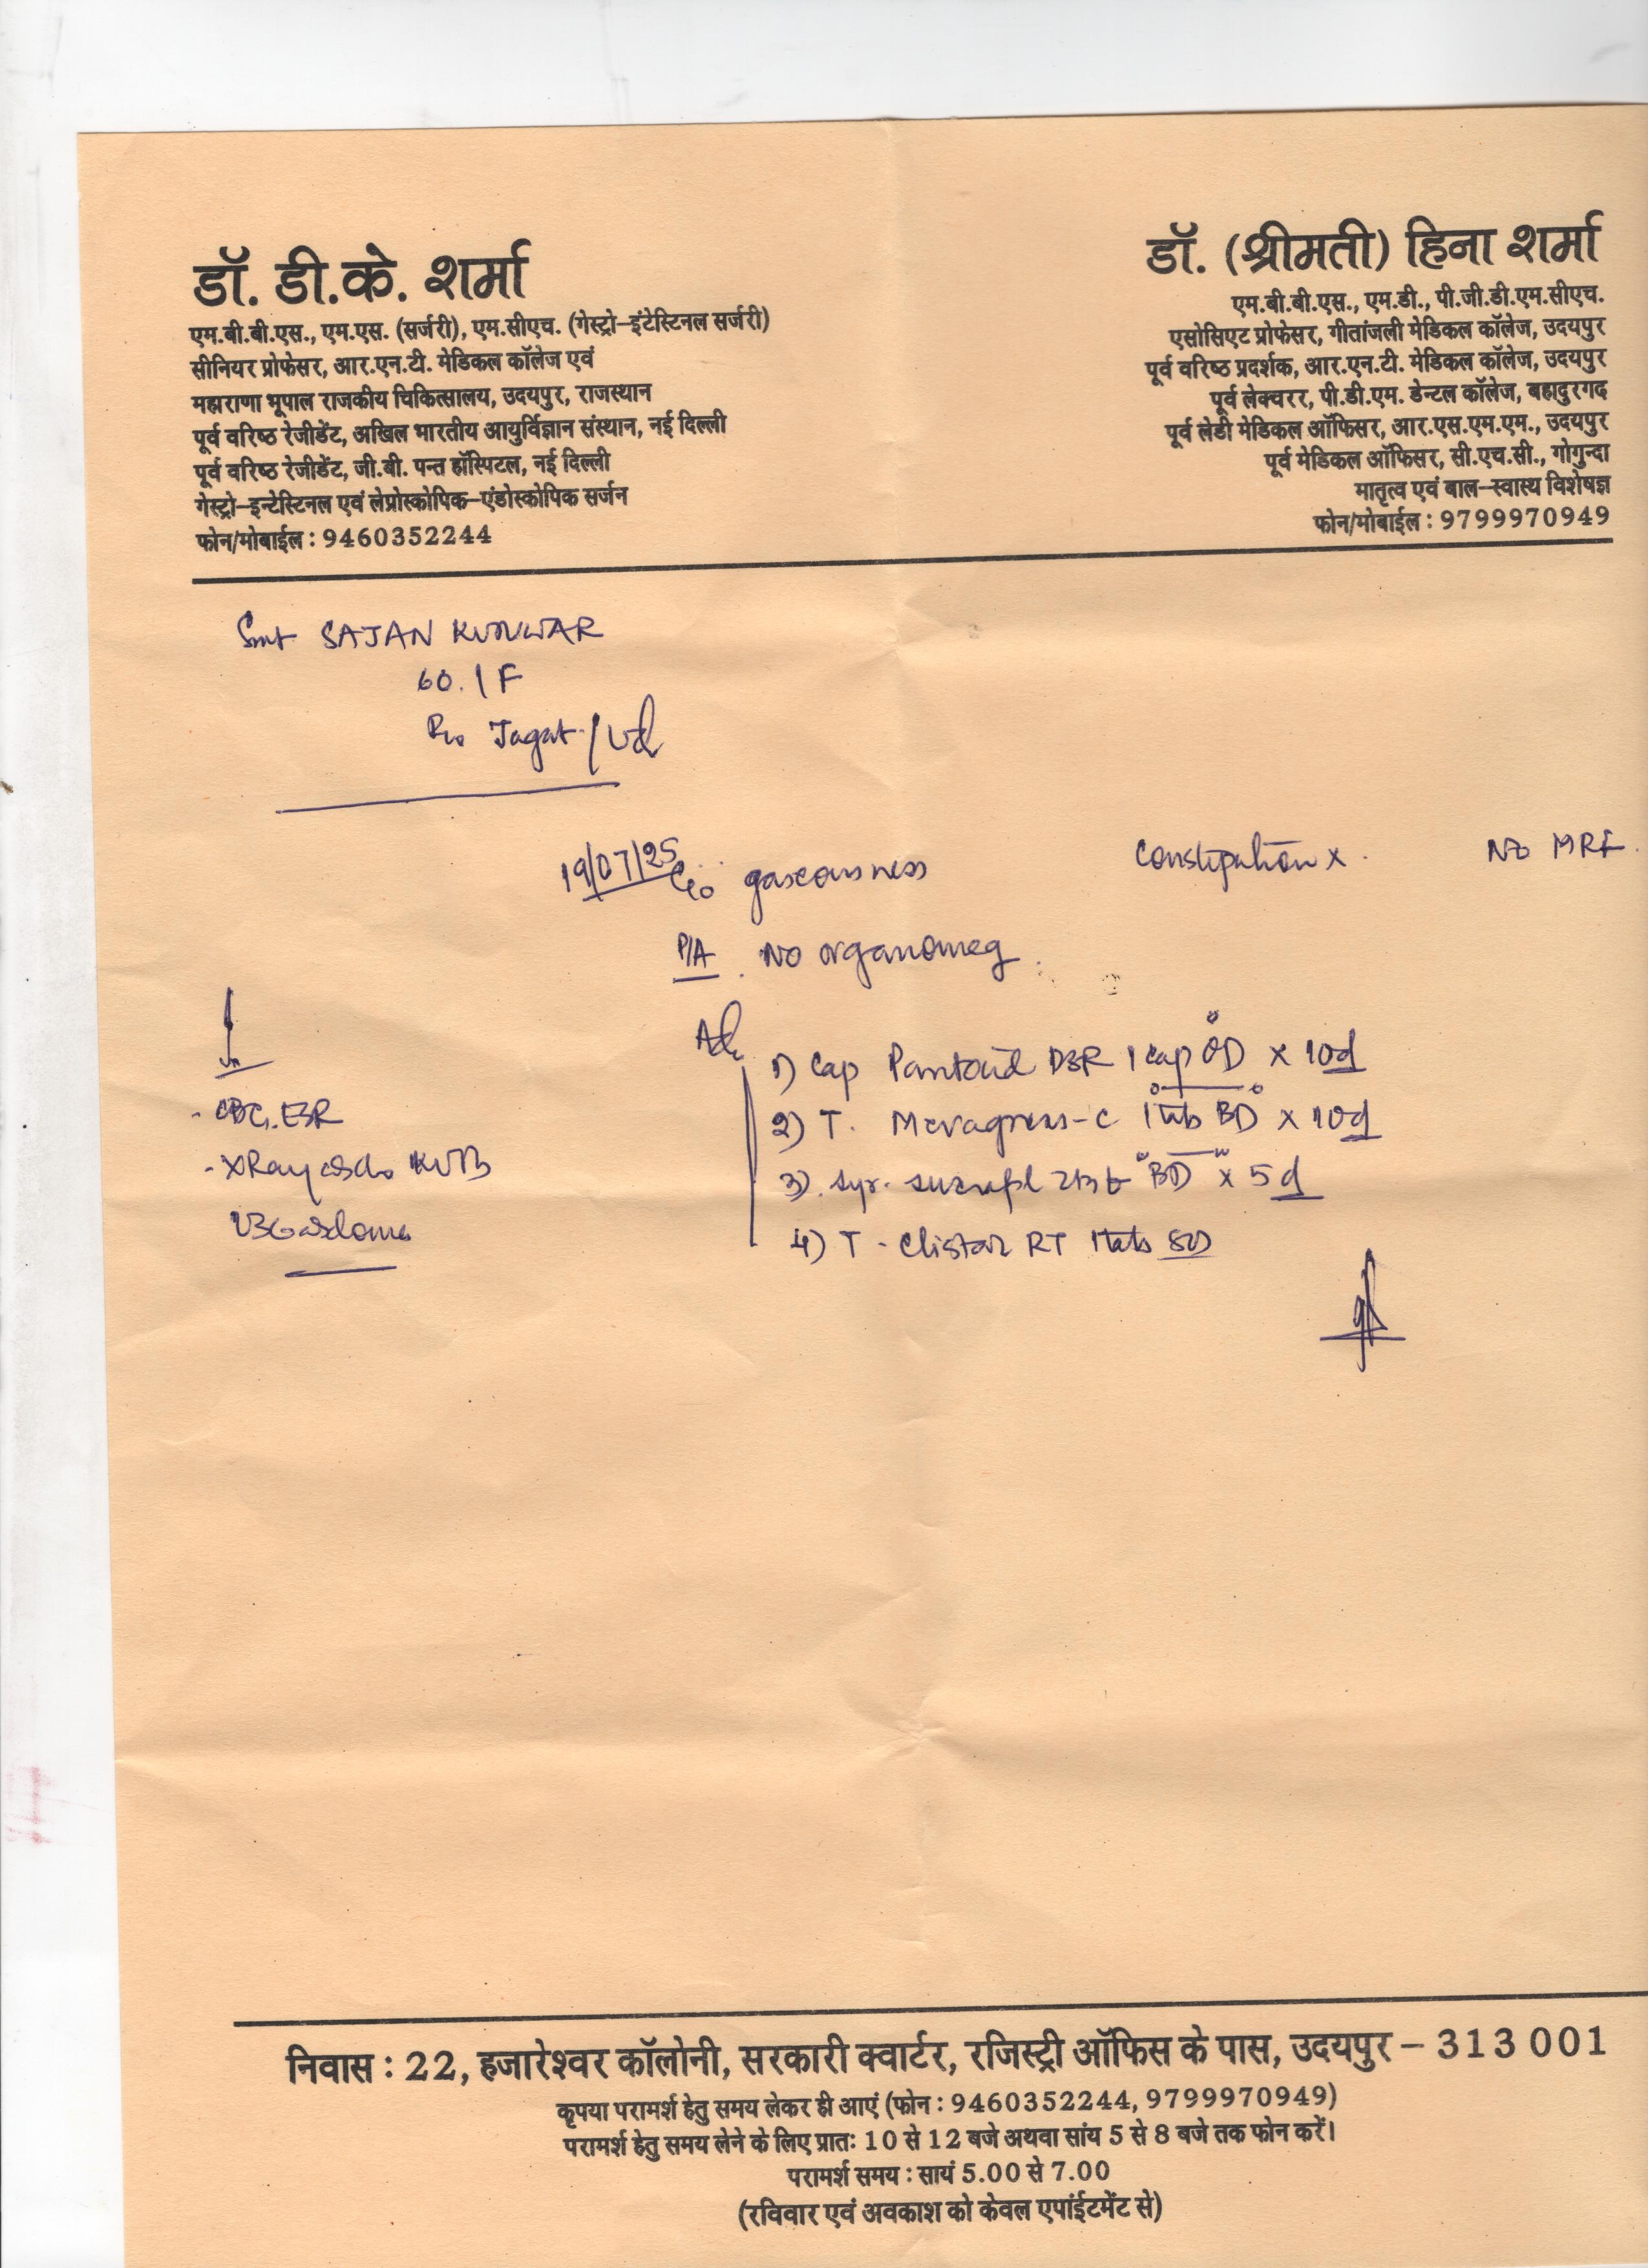 डॉ. डी.के. शर्मा
एम.बी.बी.एस., एम.एस. (सर्जरी), एम.सीएच. (गेस्ट्रो-इंटेस्टिनल सर्जरी)
सीनियर प्रोफेसर, आर.एन.टी. मेडिकल कॉलेज एवं
महाराणा भूपाल राजकीय चिकित्सालय, उदयपुर, राजस्थान
पूर्व वरिष्ठ रेजीडेंट, अखिल भारतीय आयुर्विज्ञान संस्थान, नई दिल्ली
पूर्व वरिष्ठ रेजीडेंट, जी.बी. पन्त हॉस्पिटल, नई दिल्ली
गेस्ट्रो-इन्टेस्टिनल एवं लेप्रोस्कोपिक-एंडोस्कोपिक सर्जन
फोन/मोबाईल : 9460352244
डॉ. (श्रीमती) हिना शर्मा
एम.बी.बी.एस., एम.डी., पी.जी.डी.एम.सीएच.
एसोसिएट प्रोफेसर, गीतांजली मेडिकल कॉलेज, उदयपुर
पूर्व वरिष्ठ प्रदर्शक, आर.एन.टी. मेडिकल कॉलेज, उदयपुर
पूर्व लेक्चरर, पी.डी.एम. डेन्टल कॉलेज, बहादुरगढ
पूर्व लेडी मेडिकल ऑफिसर, आर.एस.एम.एम., उदयपुर
पूर्व मेडिकल ऑफिसर, सी.एच.सी., गोगुन्दा
मातृत्व एवं बाल-स्वास्थ विशेषज्ञ
फोन/मोबाईल : 9799970949
Smt SAJAN KUNWAR
60. / F
R/o Jagat / Ud
19/07/25 C/o gaseousness Constipation x. No
P/A . No organomeg.
Adv
1) Cap Pantocid DSR 1 cap OD x 10d
2) T. 1 tab BD x 10d
3). syr. BD x 5d
4) T - Clistar RT 1 tab
- CBC, ESR
- XRay KUB
निवास : 22, हजारेश्वर कॉलोनी, सरकारी क्वार्टर, रजिस्ट्री ऑफिस के पास, उदयपुर - 313 001
कृपया परामर्श हेतु समय लेकर ही आएं (फोन : 9460352244, 9799970949)
परामर्श हेतु समय लेने के लिए प्रातः 10 से 12 बजे अथवा सांय 5 से 8 बजे तक फोन करें।
परामर्श समय : सायं 5.00 से 7.00
(रविवार एवं अवकाश को केवल एपांईटमेंट से)